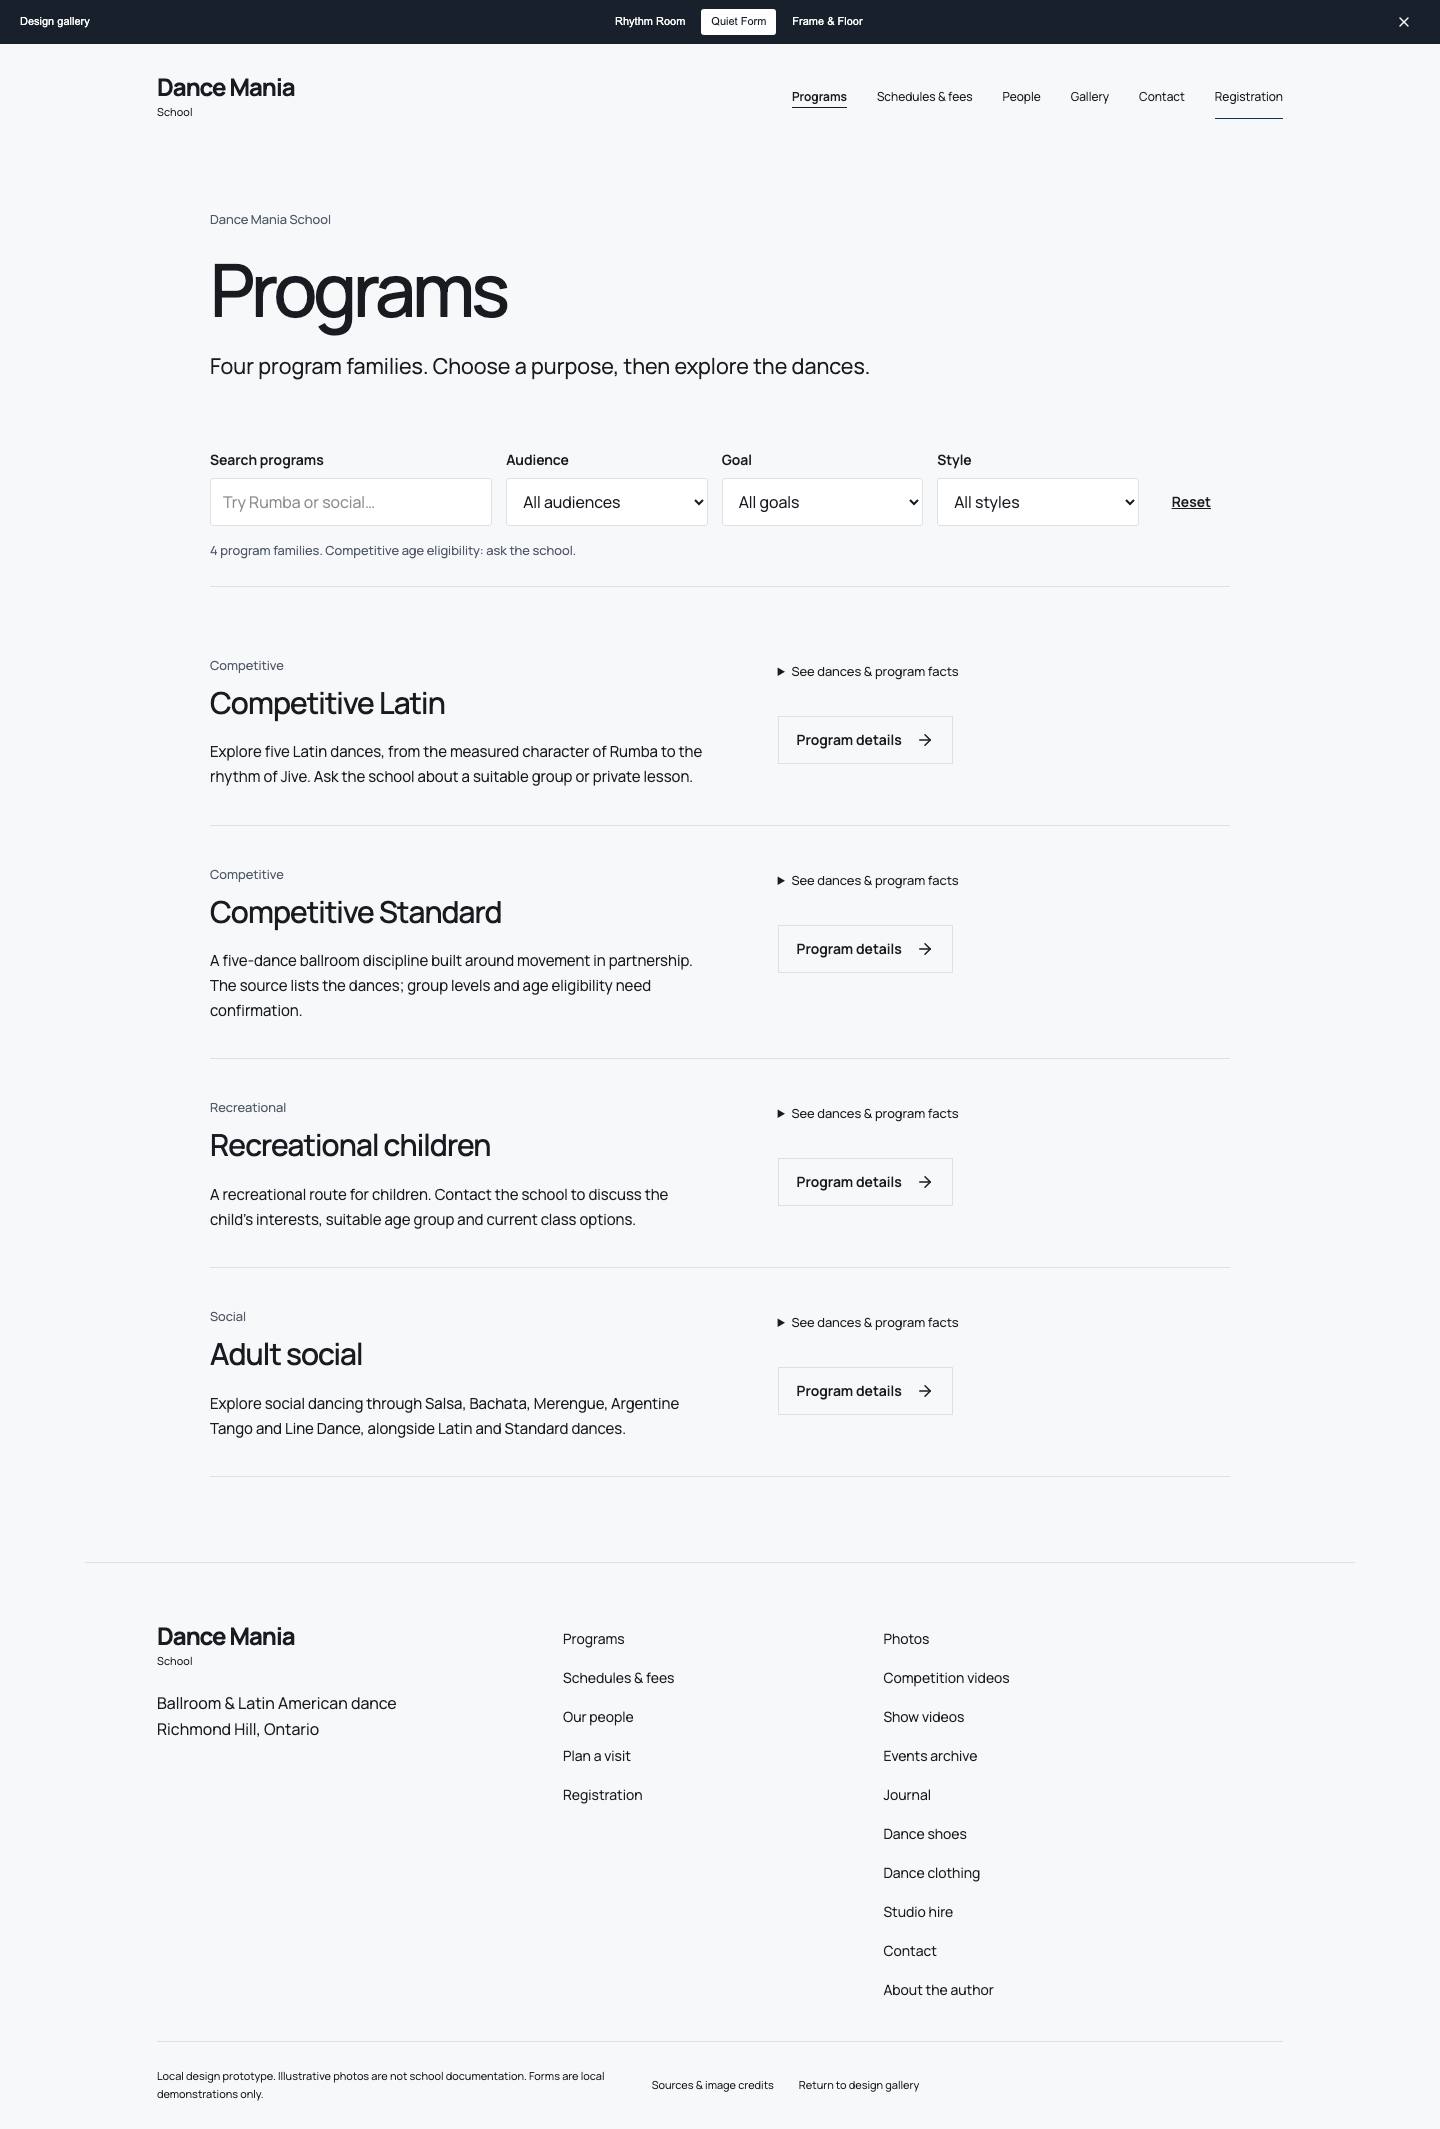 Design gallery
Rhythm Room
Quiet Form
Frame & Floor
Dance Mania
School
Programs
Schedules & fees
People
Gallery
Contact
Registration
Dance Mania School
Programs
Four program families. Choose a purpose, then explore the dances.
Search programs
Audience
Goal
Style
Try Rumba or social...
All audiences
All goals
All styles
Reset
4 program families. Competitive age eligibility: ask the school.
Competitive
Competitive Latin
Explore five Latin dances, from the measured character of Rumba to the
rhythm of Jive. Ask the school about a suitable group or private lesson.
See dances & program facts
Program details
Competitive
Competitive Standard
A five-dance ballroom discipline built around movement in partnership.
The source lists the dances; group levels and age eligibility need
confirmation.
See dances & program facts
Program details
Recreational
Recreational children
A recreational route for children. Contact the school to discuss the
child's interests, suitable age group and current class options.
See dances & program facts
Program details
Social
Adult social
Explore social dancing through Salsa, Bachata, Merengue, Argentine
Tango and Line Dance, alongside Latin and Standard dances.
See dances & program facts
Program details
Dance Mania
School
Ballroom & Latin American dance
Richmond Hill, Ontario
Programs
Schedules & fees
Our people
Plan a visit
Registration
Photos
Competition videos
Show videos
Events archive
Journal
Dance shoes
Dance clothing
Studio hire
Contact
About the author
Local design prototype. Illustrative photos are not school documentation. Forms are local
demonstrations only.
Sources & image credits
Return to design gallery